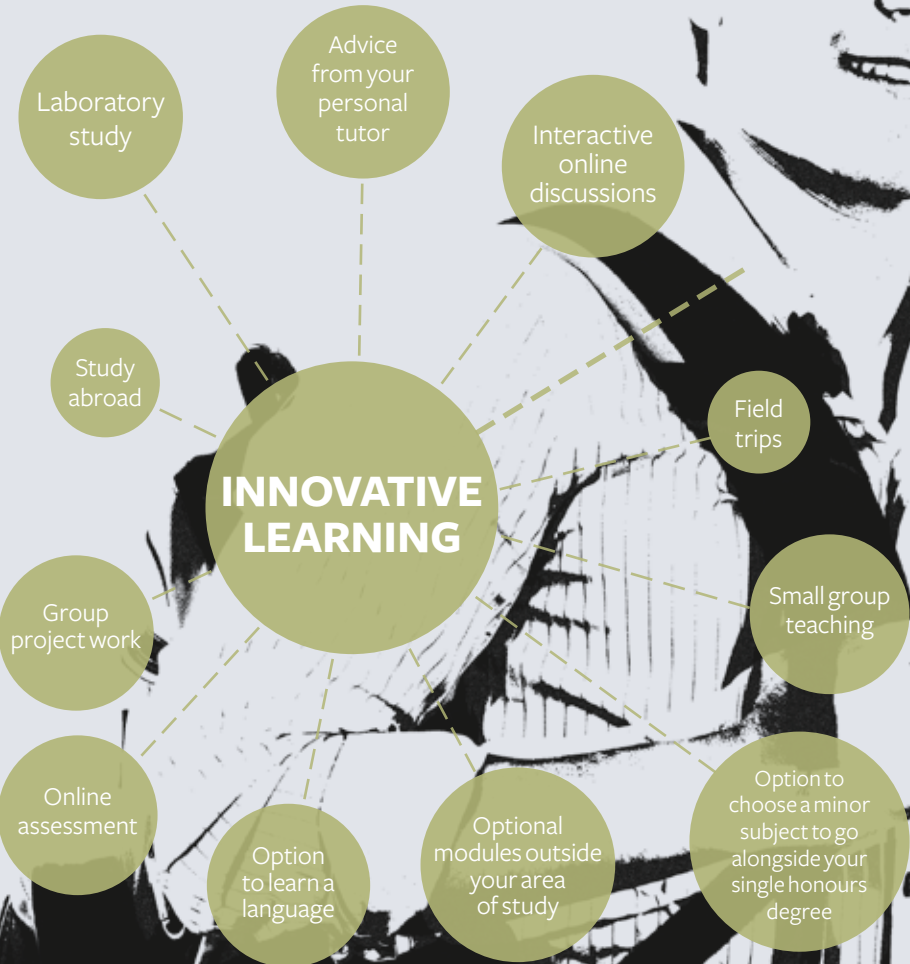 Laboratory
study
Advice
from your
personal
tutor
Interactive
online
discussions
Study
abroad
Field
trips
INNOVATIVE
LEARNING
Group
project work
Small group
teaching
Online
assessment
Option
to learn a
language
Optional
modules outside
your area
of study
Option to
choose a minor
subject to go
alongside your
single honours
degree